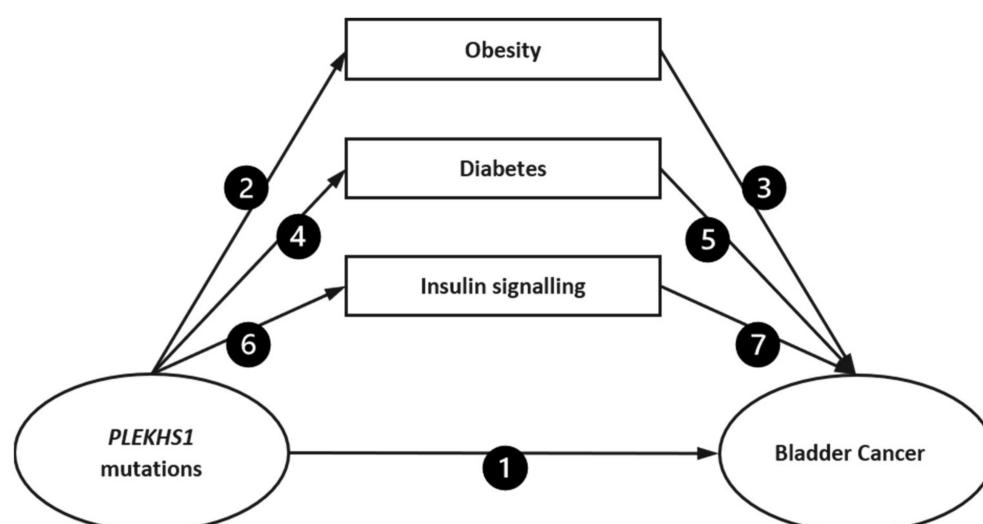 Obesity
2
3
Diabetes
4
5
Insulin signalling
6
7
PLEKHS1
mutations
Bladder Cancer
1